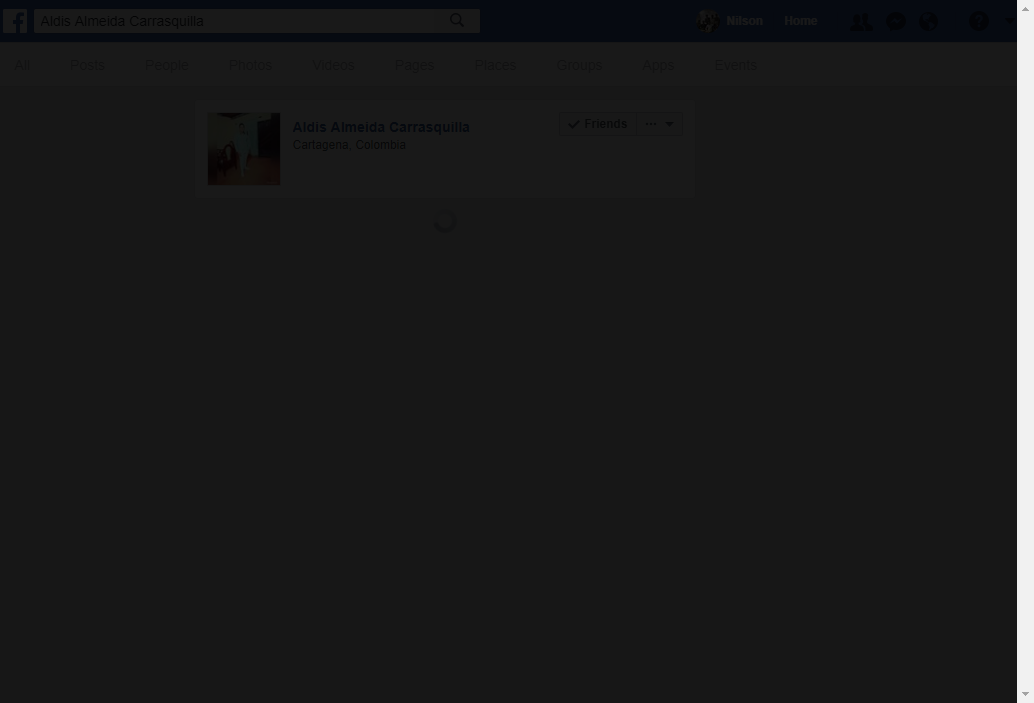 Aldis Almeida Carrasquilla
Nilson Home
All Posts People Photos Videos Pages Places Groups Apps Events
Aldis Almeida Carrasquilla
Friends
Cartagena, Colombia